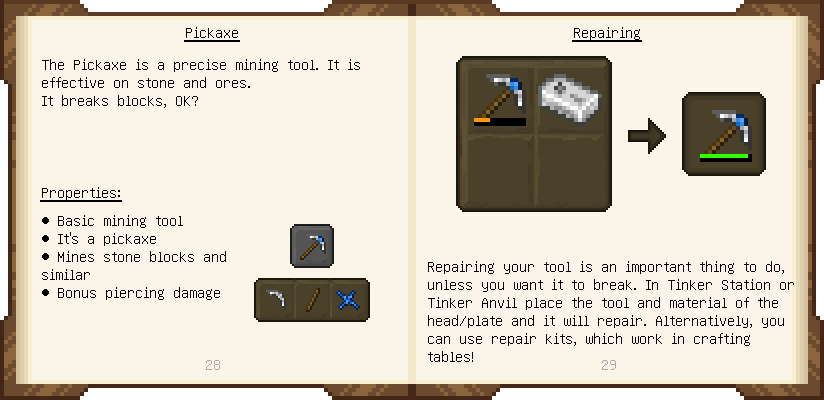 Pickaxe
The Pickaxe is a precise mining tool. It is
effective on stone and ores.
It breaks blocks, OK?
Properties:
● Basic mining tool
● It's a pickaxe
● Mines stone blocks and
similar
● Bonus piercing damage
28
Repairing
Repairing your tool is an important thing to do,
unless you want it to break. In Tinker Station or
Tinker Anvil place the tool and material of the
head/plate and it will repair. Alternatively, you
can use repair kits, which work in crafting
tables!
29